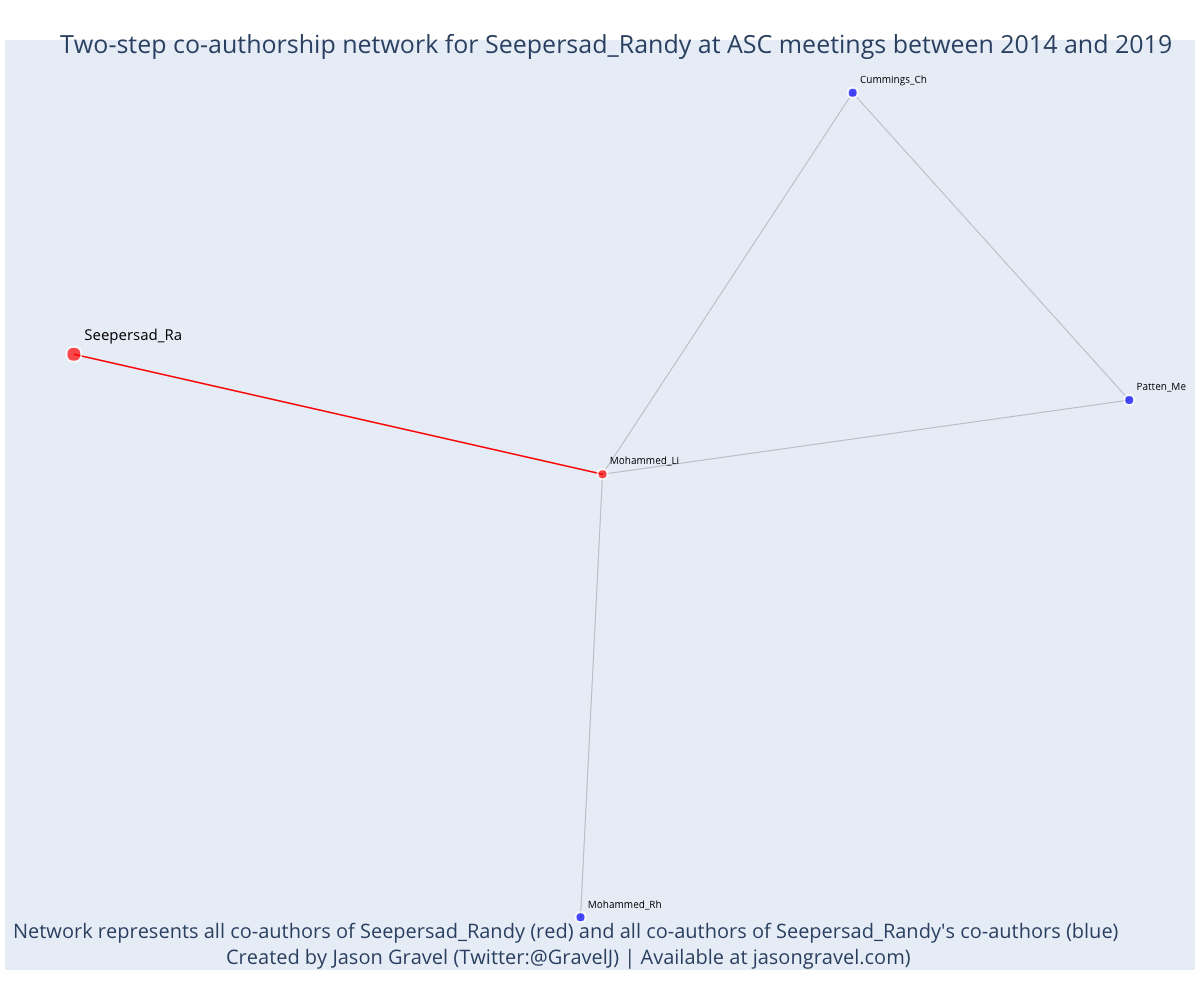 Two-step co-authorship network for Seepersad_Randy at ASC meetings between 2014 and 2019
Cummings_Ch
Seepersad_Ra
Patten_Me
Mohammed_Li
Mohammed_Rh
Network represents all co-authors of Seepersad_Randy (red) and all co-authors of Seepersad_Randy's co-authors (blue)
Created by Jason Gravel (Twitter:@GravelJ) | Available at jasongravel.com)